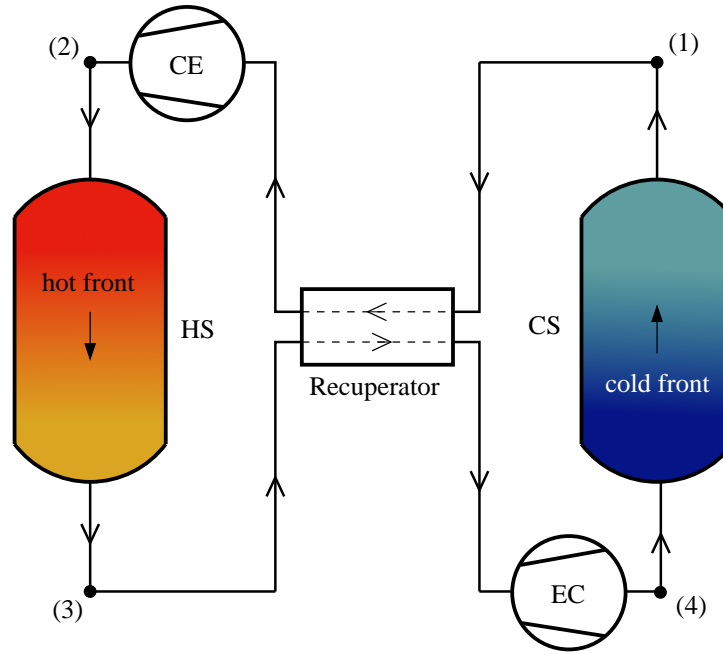 (2)
CE
(1)
hot front
HS
CS
cold front
Recuperator
(3)
EC
(4)